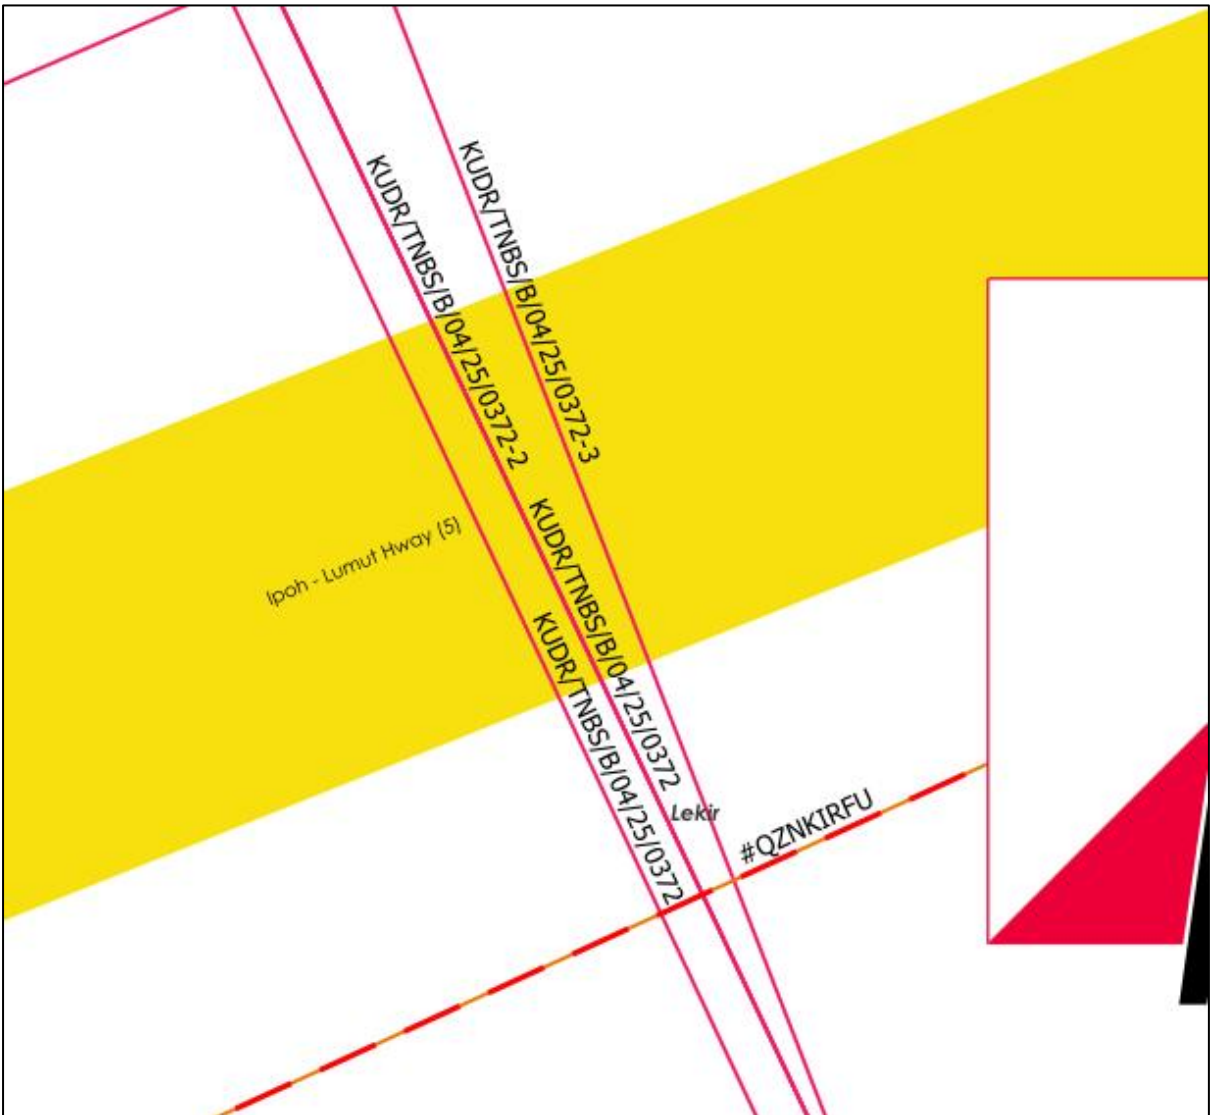 KUDR/TNBS/B/04/25/0372-2
KUDR/TNBS/B/04/25/0372-3
Ipoh - Lumut Hway (5)
KUDR/TNBS/B/04/25/0372
KUDR/TNBS/B/04/25/0372
Lekir
#QZNKIRFU